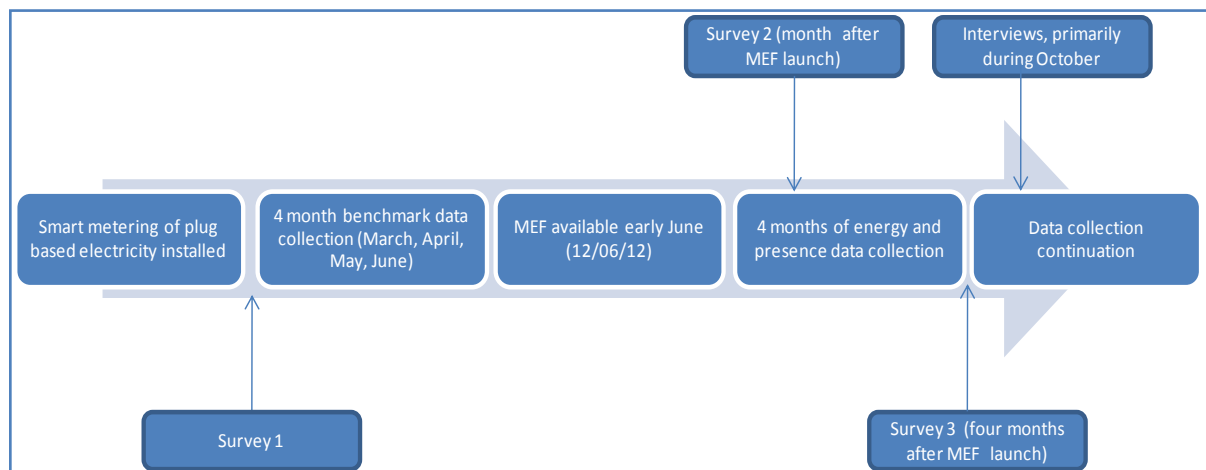 Survey 2 (month after
MEF launch)
Interviews, primarily
during October
Smart metering of plug
based electricity installed
4 month benchmark data
collection (March, April,
May, June)
MEF available early June
(12/06/12)
4 months of energy and
presence data collection
Data collection
continuation
Survey 1
Survey 3 (four months
after MEF launch)